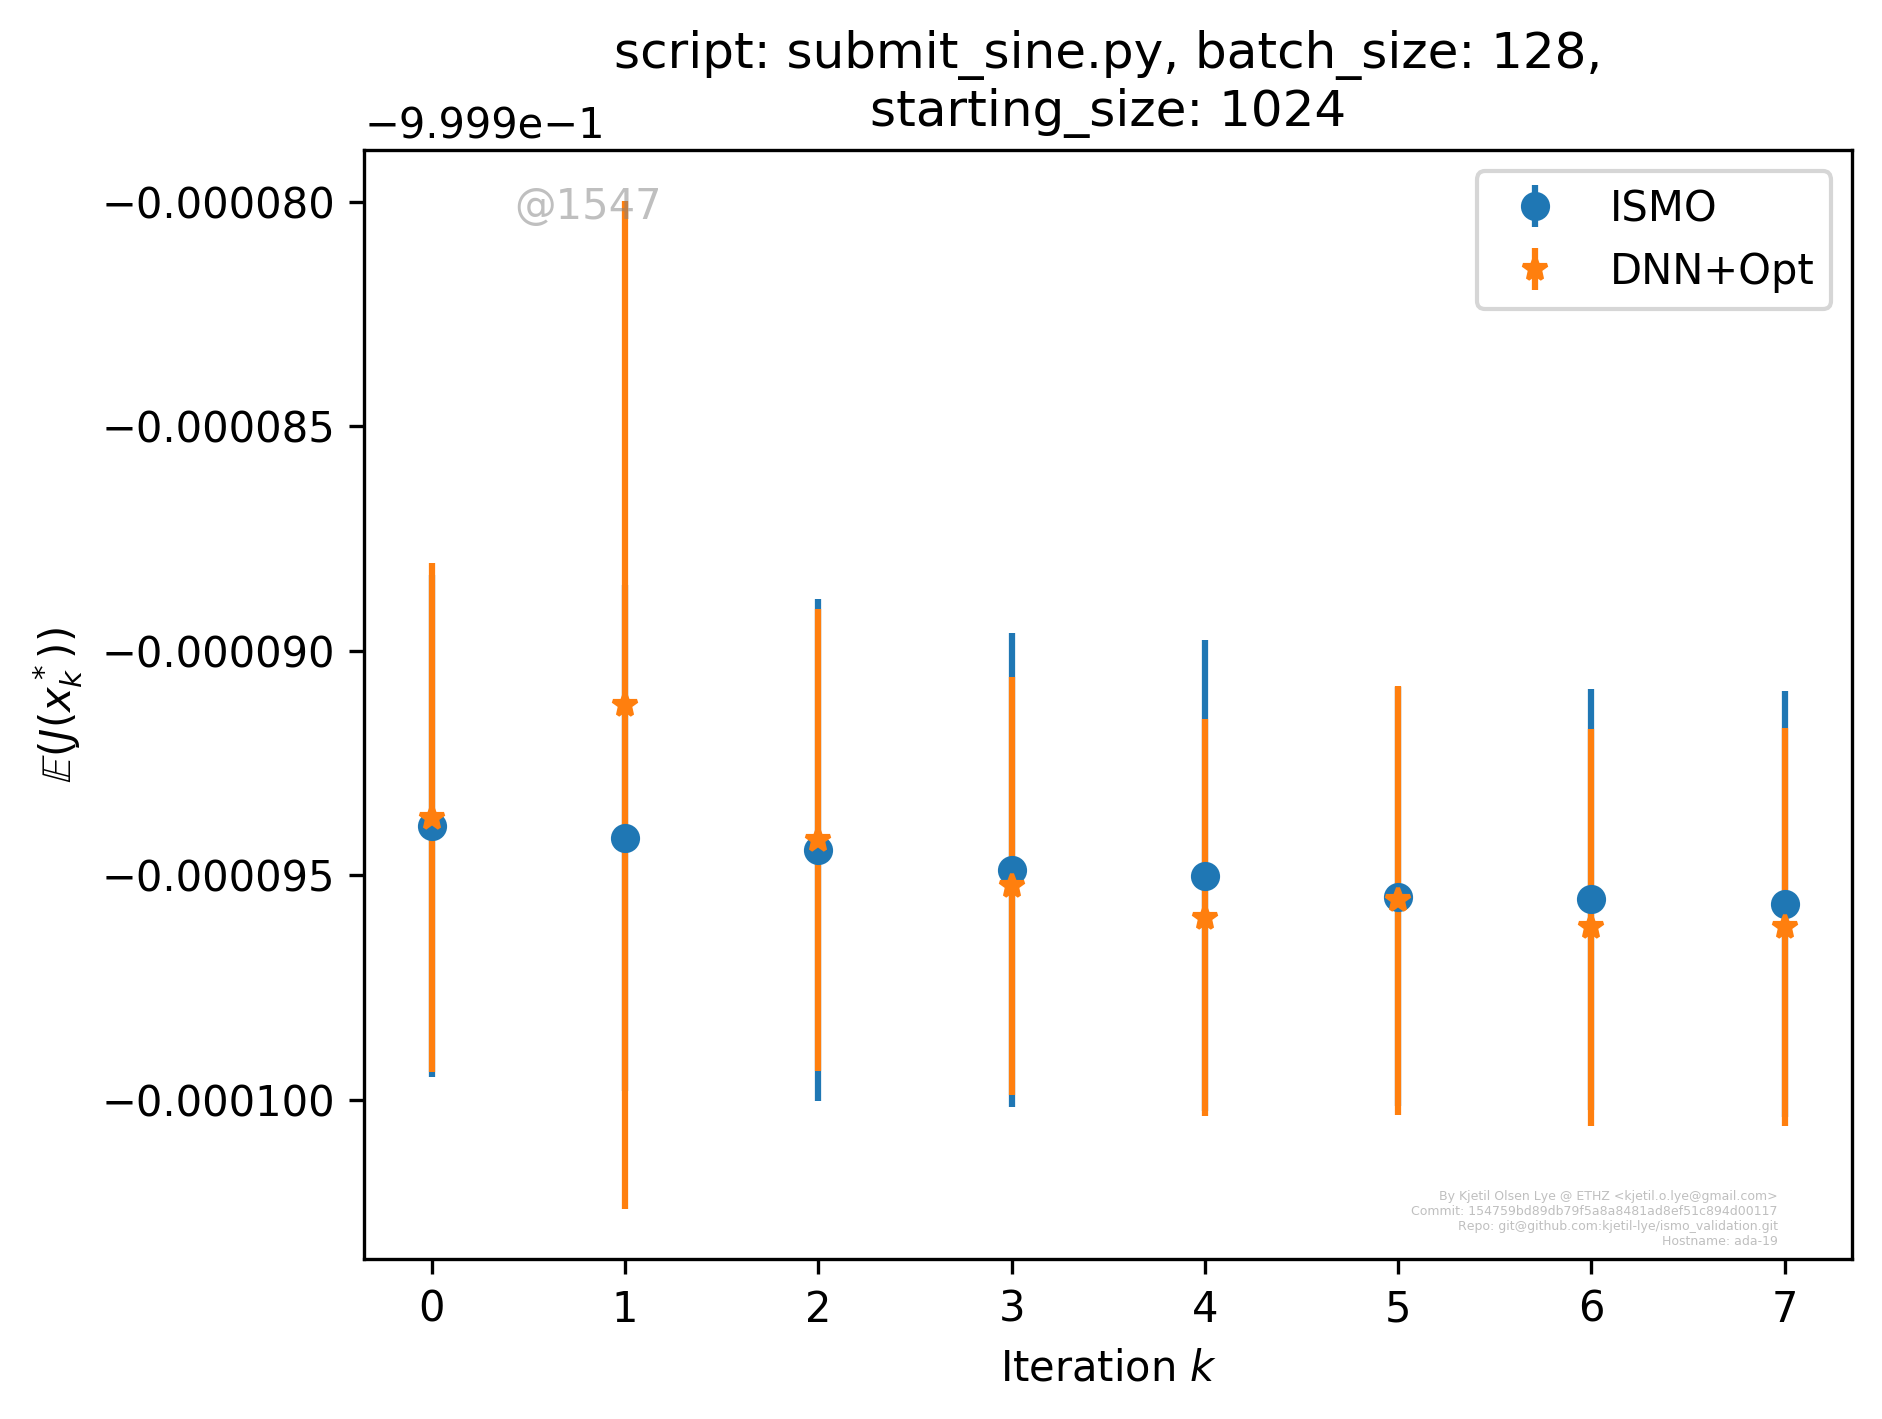 script: submit_sine.py, batch_size: 128,
starting_size: 1024
−9.999e−1
@1547
ISMO
DNN+Opt
−0.000080
−0.000085
−0.000090
−0.000095
−0.000100
𝔼(J(x*k))
By Kjetil Olsen Lye @ ETHZ <kjetil.o.lye@gmail.com>
Commit: 154759bd89db79f5a8a8481ad8ef51c894d00117
Repo: git@github.com:kjetil-lye/ismo_validation.git
Hostname: ada-19
0 1 2 3 4 5 6 7
Iteration k